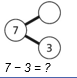 7
3
7 – 3 = ?